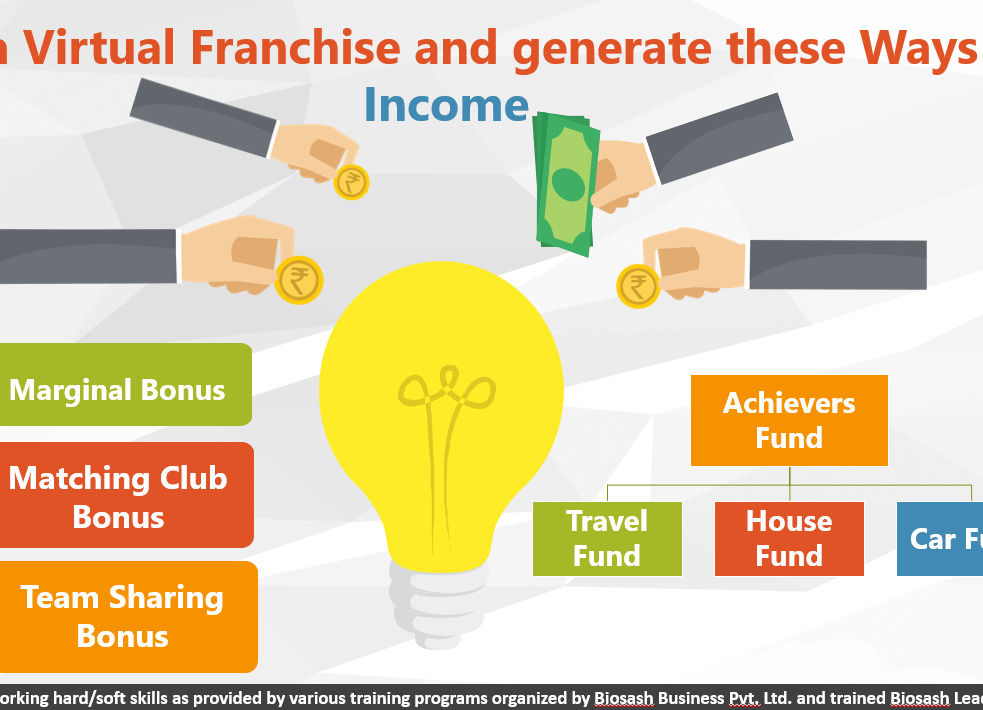 n Virtual Franchise and generate these Ways
Income
Marginal Bonus
Matching Club
Bonus
Team Sharing
Bonus
Achievers
Fund
Travel
Fund
House
Fund
Car Fu
orking hard/soft skills as provided by various training programs organized by Biosash Business Pvt. Ltd. and trained Biosash Lead